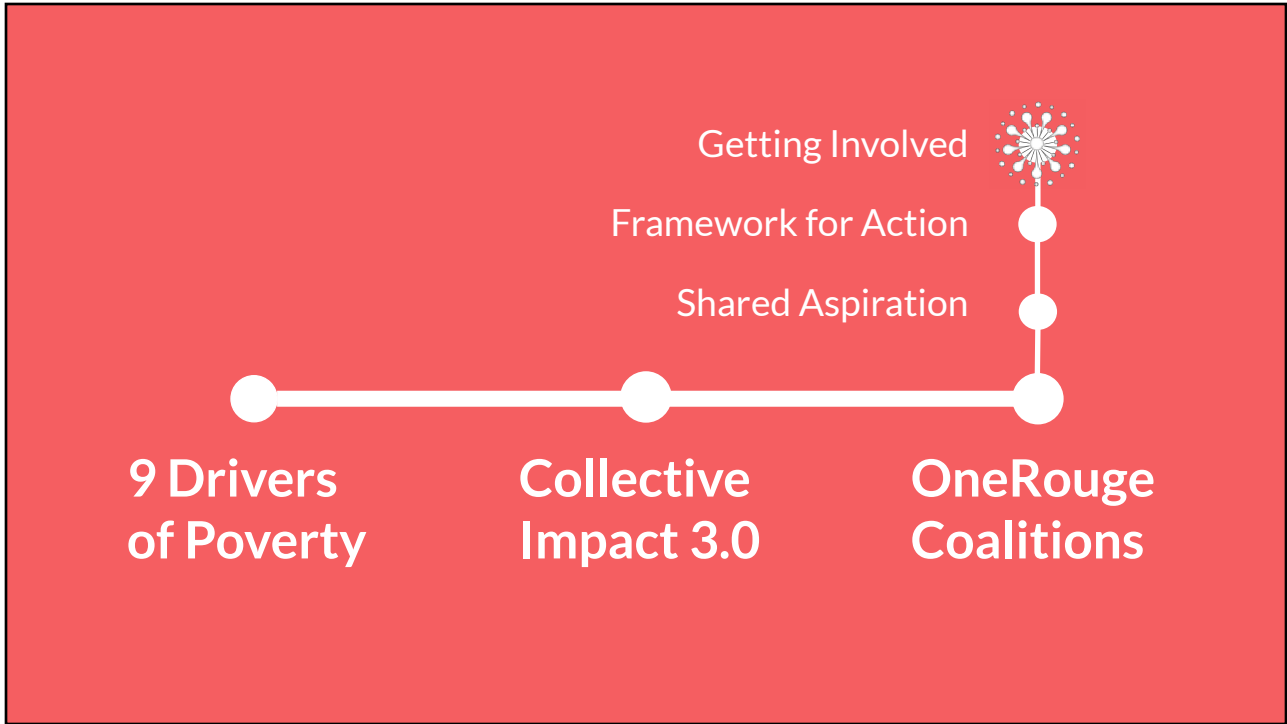 Getting Involved
Framework for Action
Shared Aspiration
9 Drivers
of Poverty
Collective
Impact 3.0
OneRouge
Coalitions